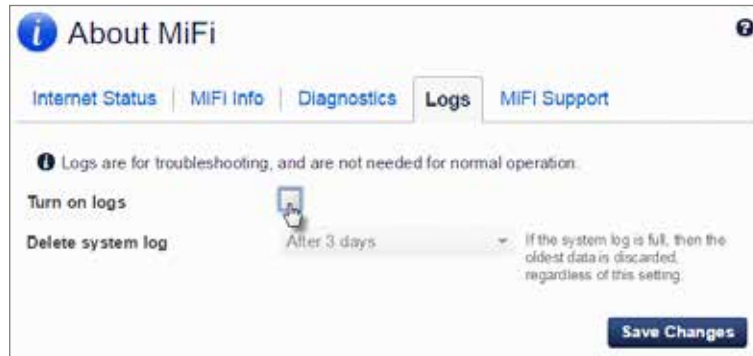 i About MiFi ?
Internet Status | MiFi Info | Diagnostics Logs MiFi Support
i Logs are for troubleshooting, and are not needed for normal operation.
Turn on logs
Delete system log After 3 days If the system log is full, then the
oldest data is discarded,
regardless of this setting.
Save Changes